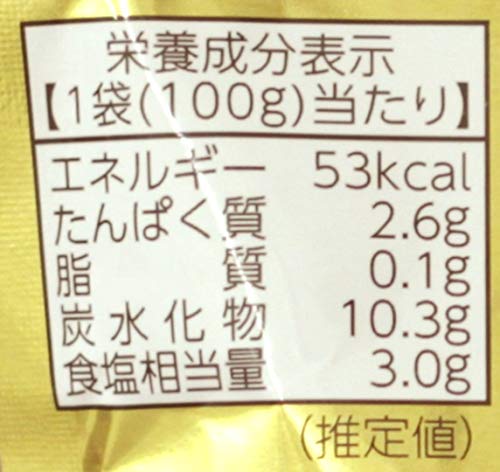 栄養成分表示
【1袋(100g)当たり】
エネルギー 53kcal
たんぱく質 2.6g
脂質 0.1g
炭水化物 10.3g
食塩相当量 3.0g
(推定値)